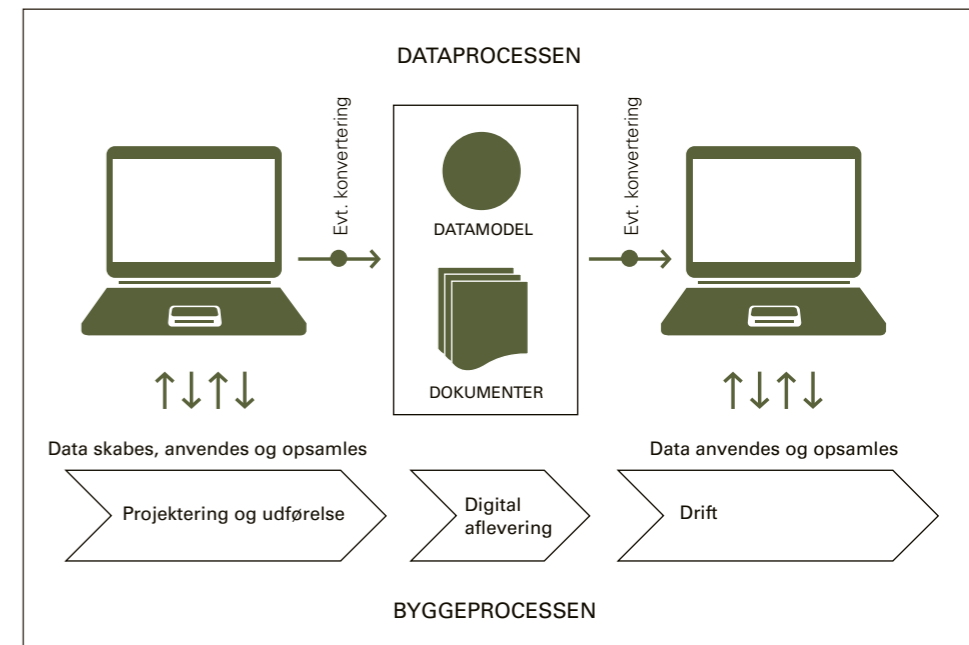 DATAPROCESSEN
Evt. konvertering
DATAMODEL
DOKUMENTER
Evt. konvertering
Data skabes, anvendes og opsamles
Data anvendes og opsamles
Projektering og udførelse
Digital
aflevering
Drift
BYGGEPROCESSEN